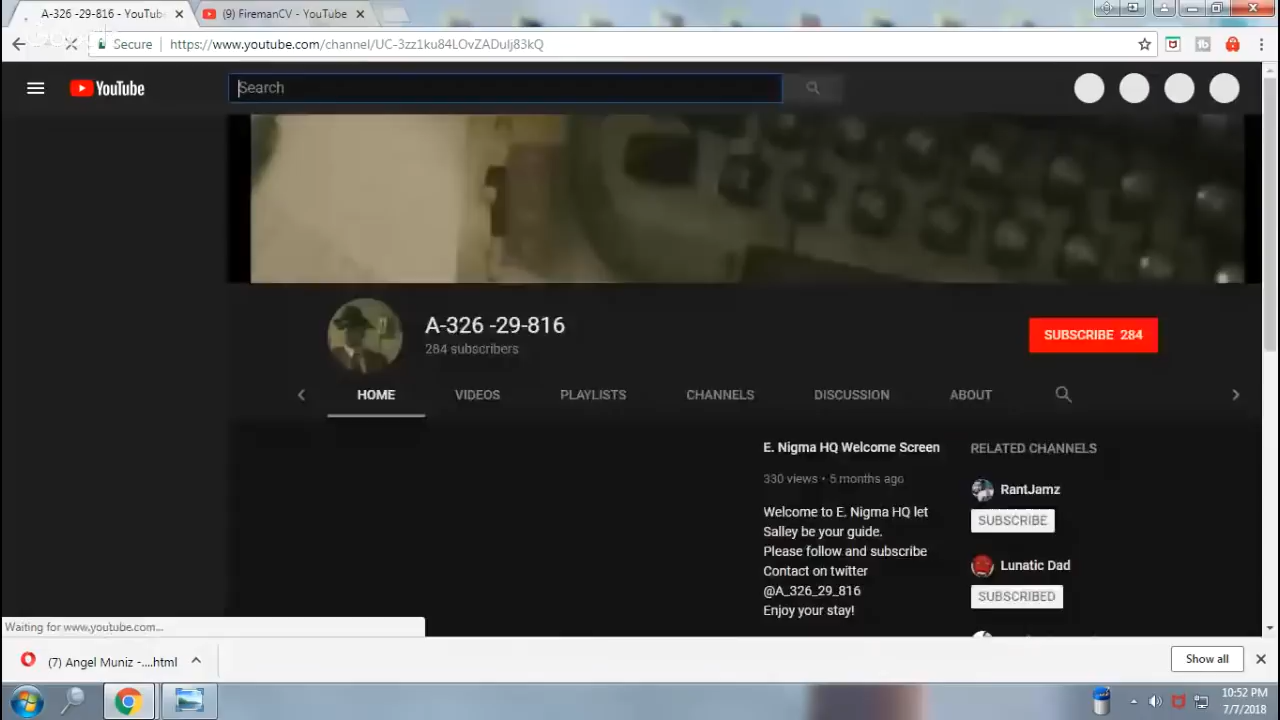 A-326 -29-816 - YouTub
(9) FiremanCV - YouTube
Secure
https://www.youtube.com/channel/UC-3zz1ku84LOvZADulj83kQ
YouTube
Search
A-326 -29-816
284 subscribers
SUBSCRIBE 284
HOME
VIDEOS
PLAYLISTS
CHANNELS
DISCUSSION
ABOUT
E. Nigma HQ Welcome Screen
330 views • 5 months ago
Welcome to E. Nigma HQ let
Salley be your guide.
Please follow and subscribe
Contact on twitter
@A_326_29_816
Enjoy your stay!
RELATED CHANNELS
RantJamz
SUBSCRIBE
Lunatic Dad
SUBSCRIBED
Waiting for www.youtube.com...
(7) Angel Muniz -....html
Show all
10:52 PM
7/7/2018